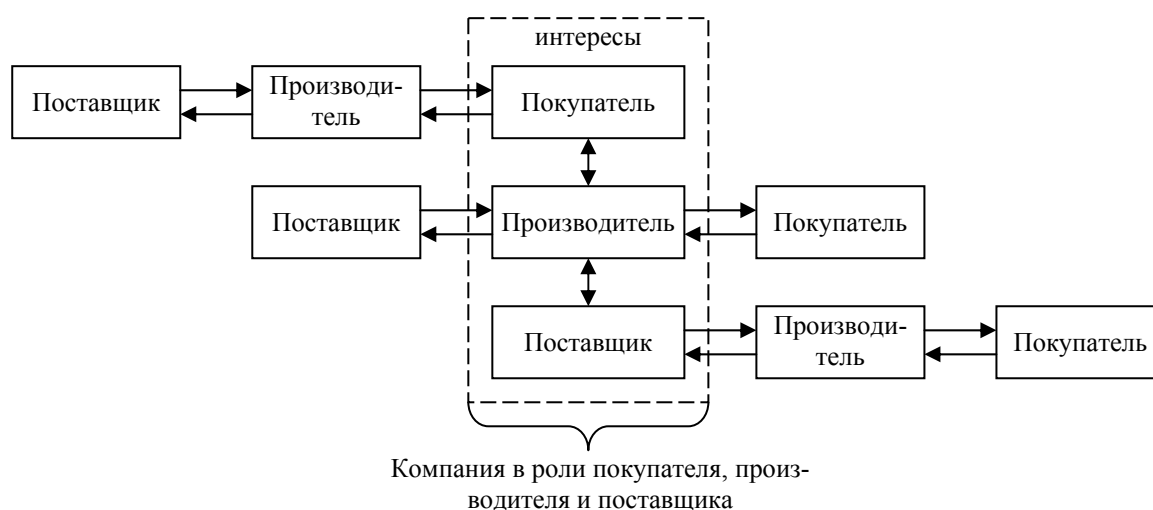 интересы
Поставщик
Производи-
тель
Покупатель
Поставщик
Производитель
Покупатель
Поставщик
Производи-
тель
Покупатель
Компания в роли покупателя, произ-
водителя и поставщика